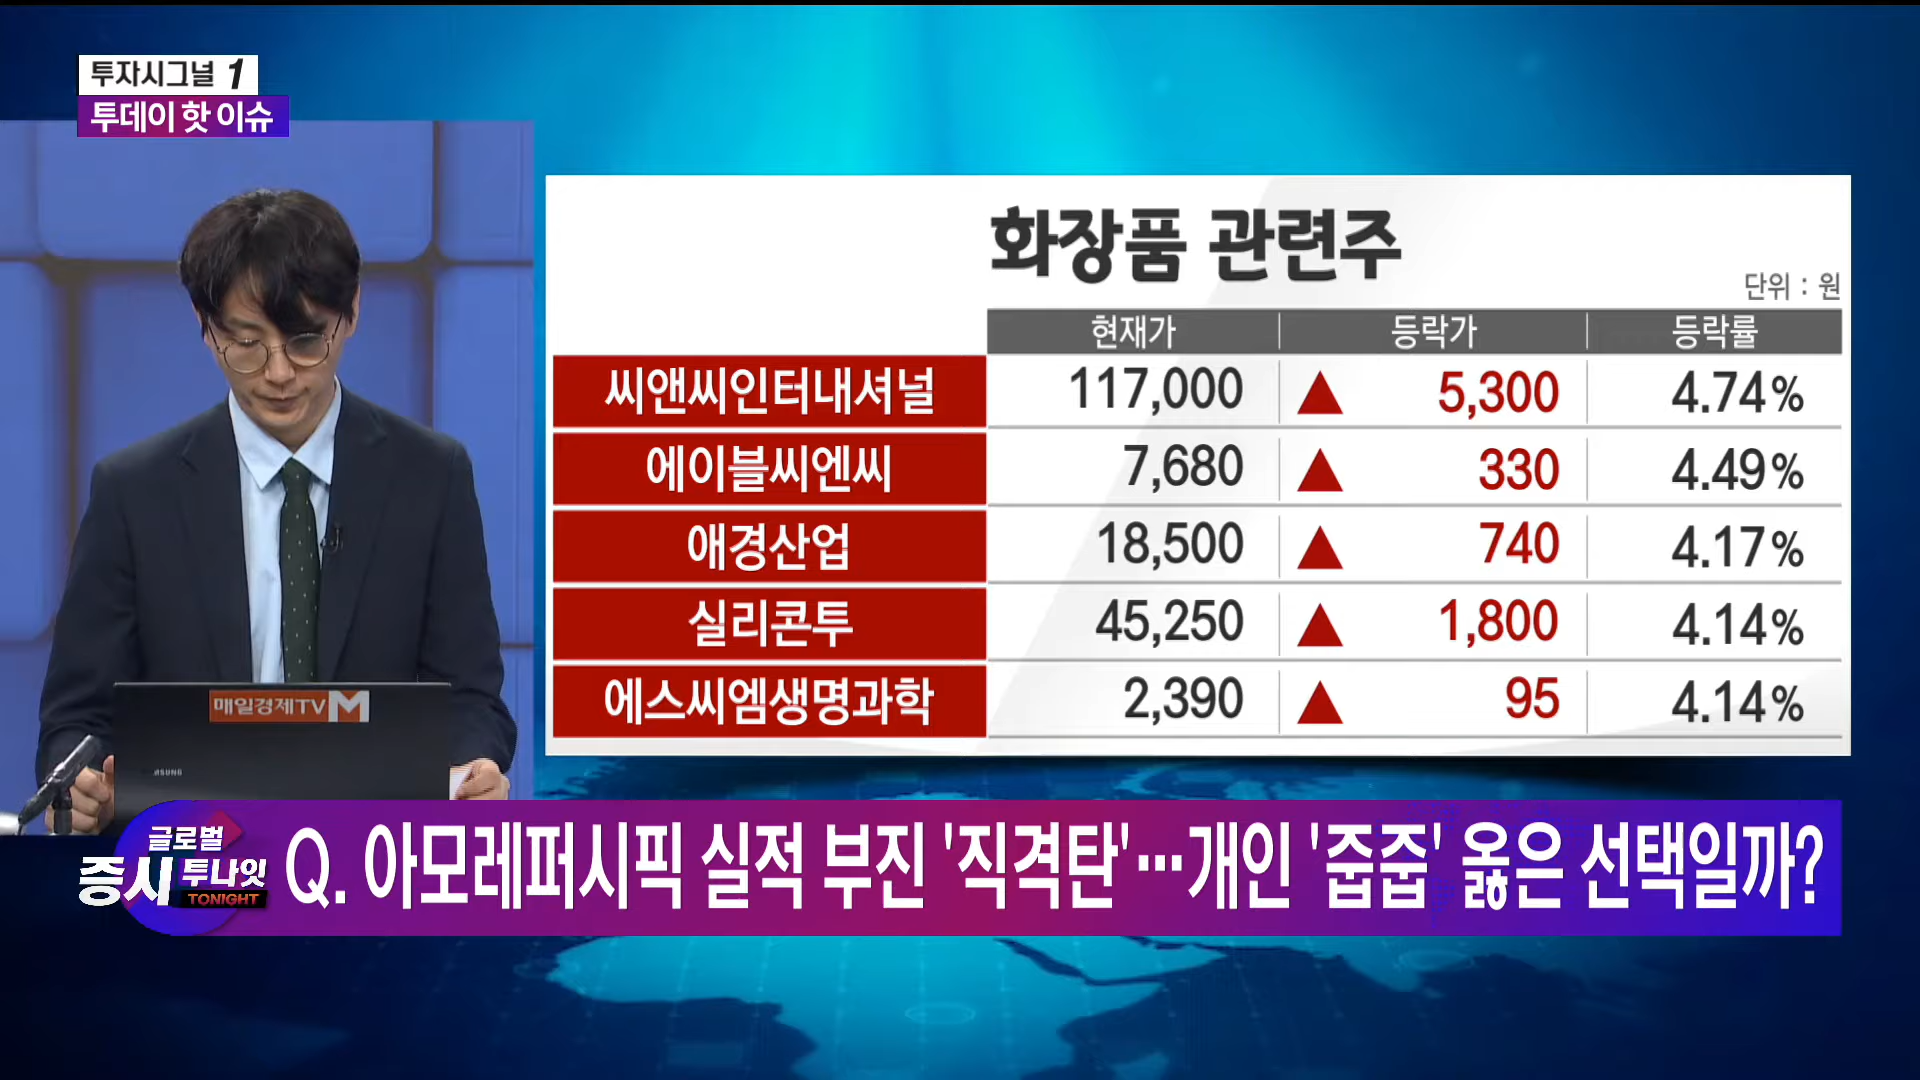 투자시그널 1
투데이 핫 이슈
화장품 관련주
단위 : 원
현재가 등락가 등락률
씨앤씨인터내셔널 117,000 ▲ 5,300 4.74%
에이블씨엔씨 7,680 ▲ 330 4.49%
애경산업 18,500 ▲ 740 4.17%
실리콘투 45,250 ▲ 1,800 4.14%
에스씨엠생명과학 2,390 ▲ 95 4.14%
매일경제TV M
SAMSUNG
글로벌
증시 투나잇
TONIGHT
Q. 아모레퍼시픽 실적 부진 '직격탄'…개인 '줍줍' 옳은 선택일까?